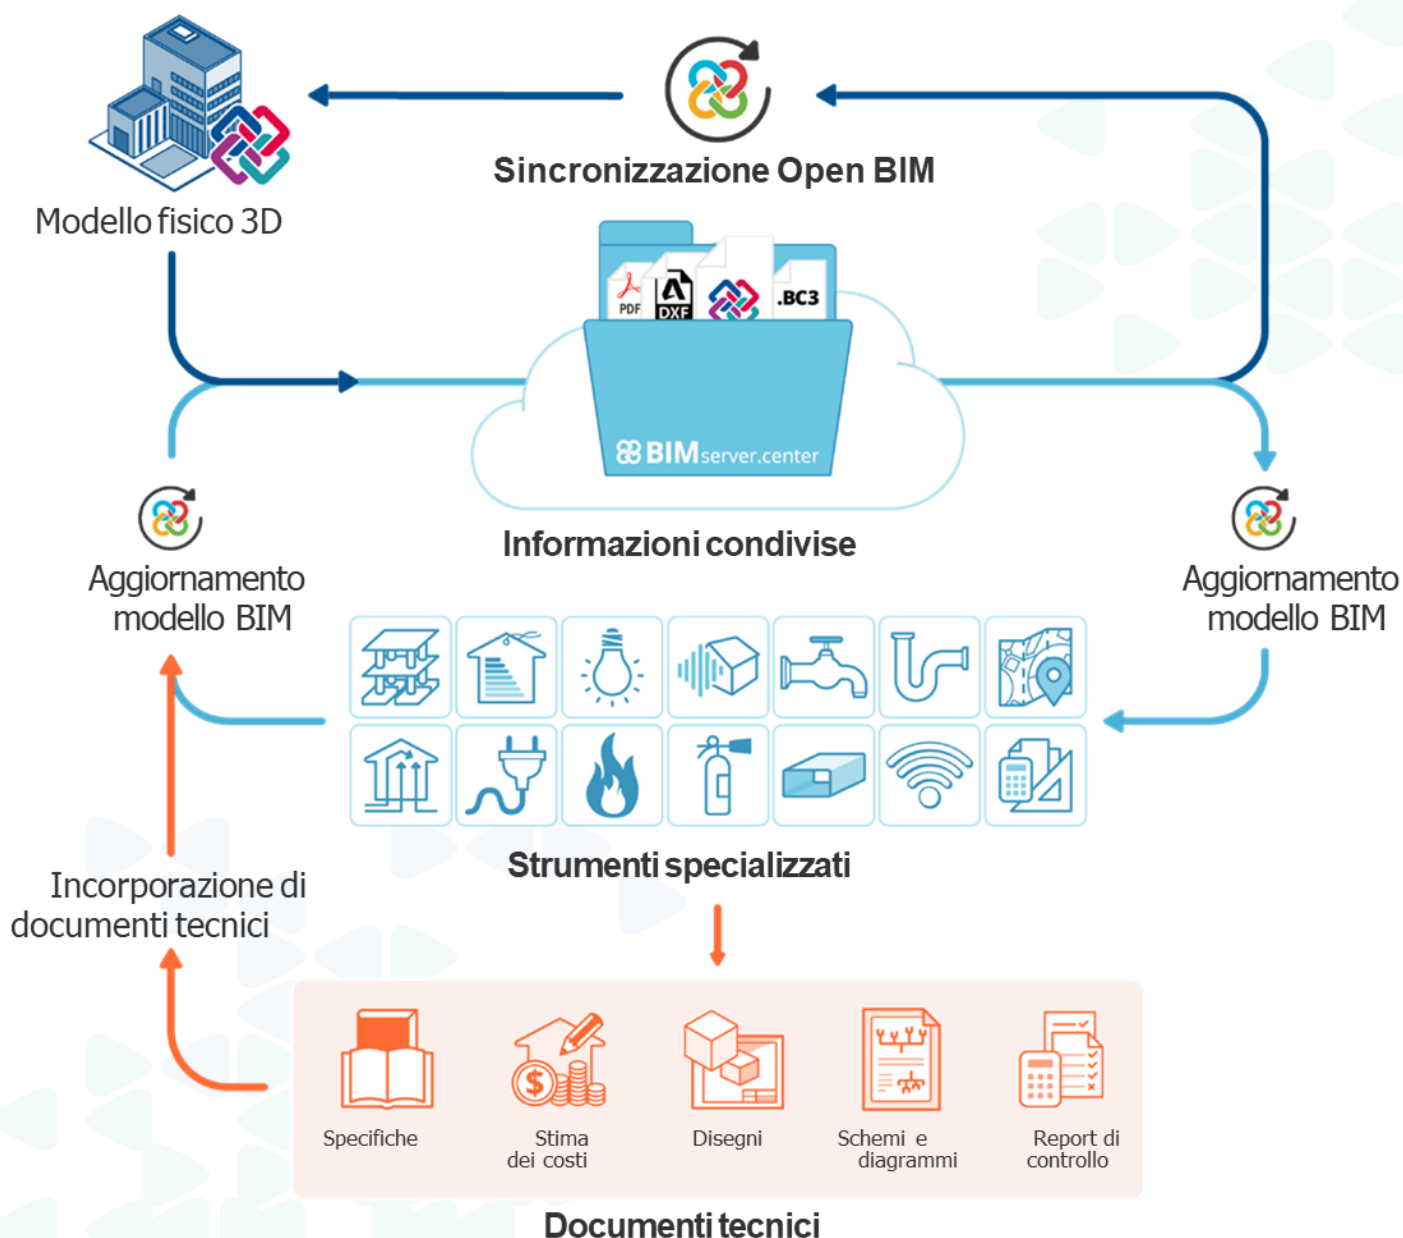 Sincronizzazione Open BIM
Modello fisico 3D
PDF
DXF
.BC3
BIMserver.center
Informazioni condivise
Aggiornamento
modello BIM
Aggiornamento
modello BIM
Strumenti specializzati
Incorporazione di
documenti tecnici
$
Specifiche
Stima
dei costi
Disegni
Schemi e
diagrammi
Report di
controllo
Documenti tecnici